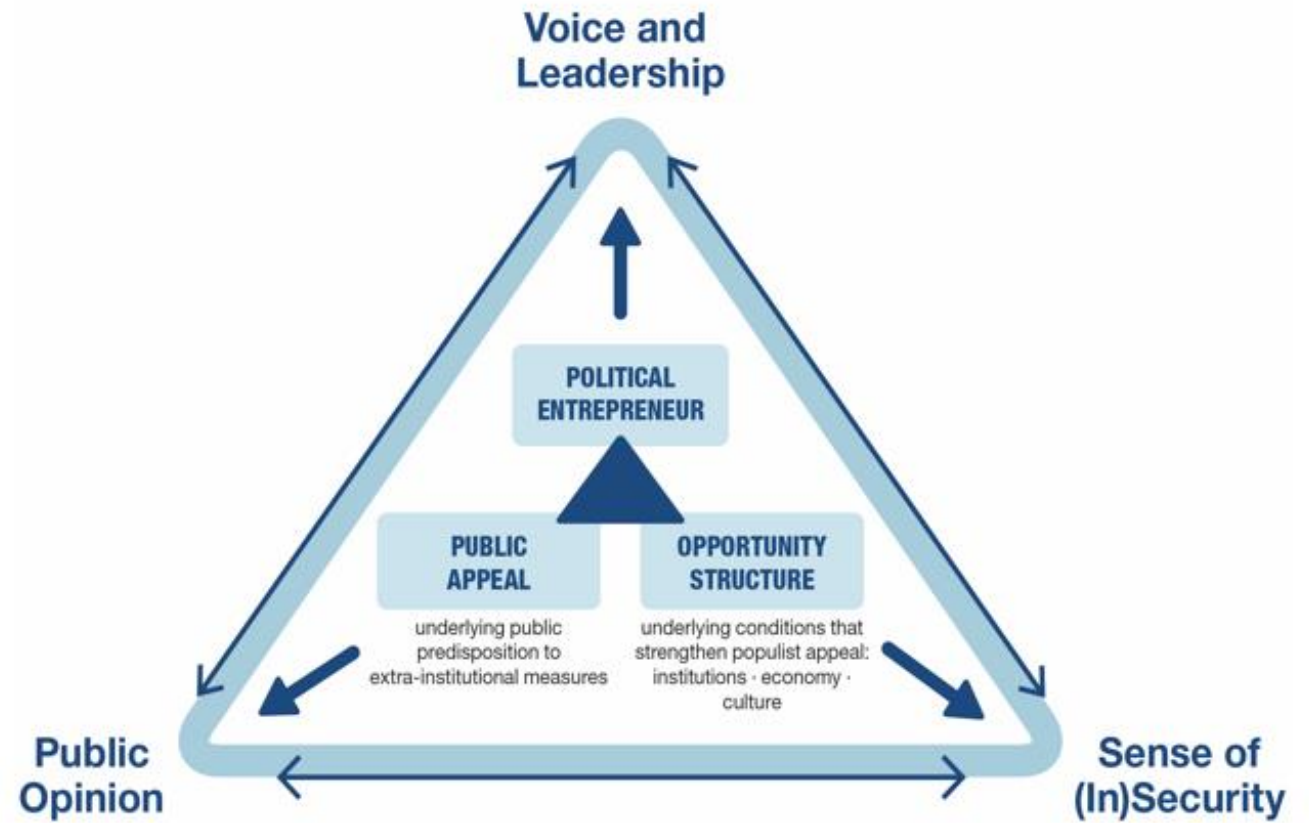 Voice and
Leadership
POLITICAL
ENTREPRENEUR
PUBLIC
APPEAL
underlying public
predisposition to
extra-institutional measures
OPPORTUNITY
STRUCTURE
underlying conditions that
strengthen populist appeal:
institutions · economy ·
culture
Public
Opinion
Sense of
(In)Security